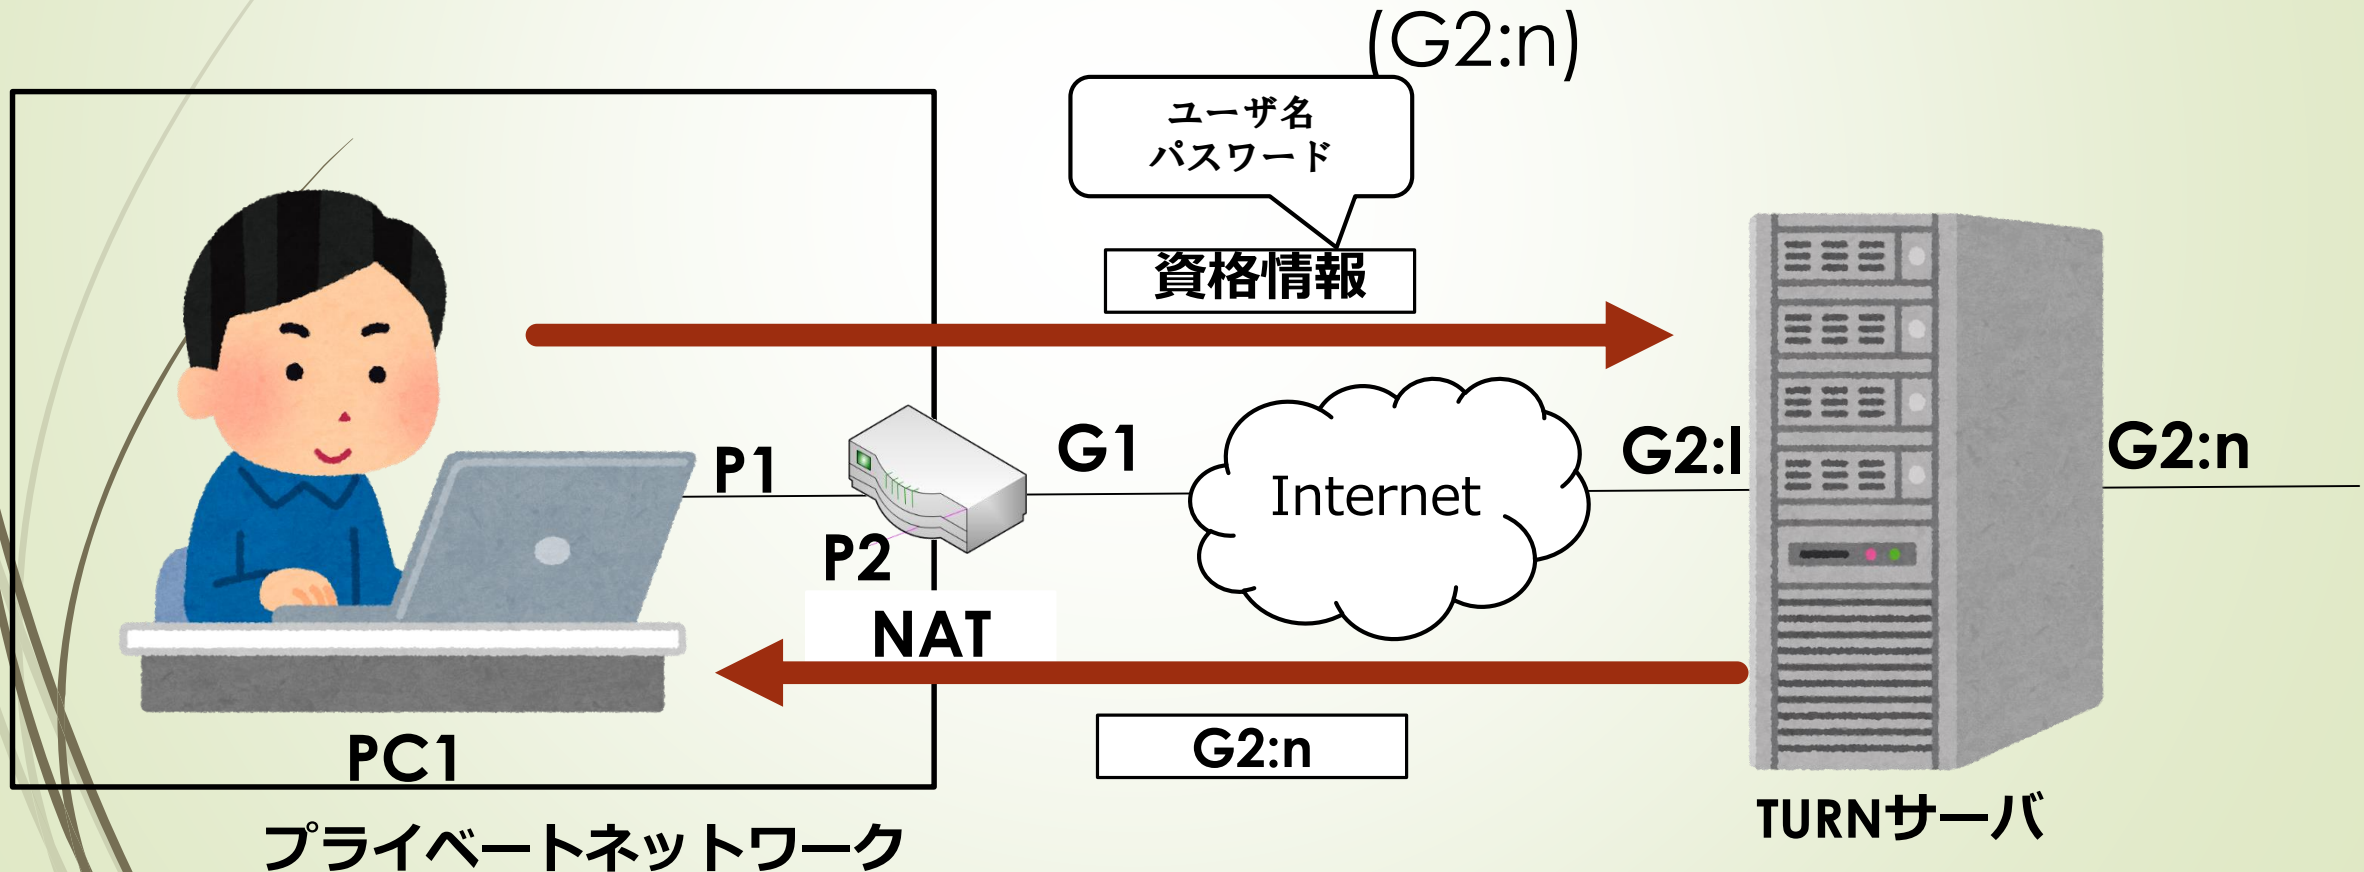 (G2:n)
ユーザ名
パスワード
資格情報
P1
G1
Internet
G2:l
G2:n
P2
NAT
G2:n
PC1
TURNサーバ
プライベートネットワーク